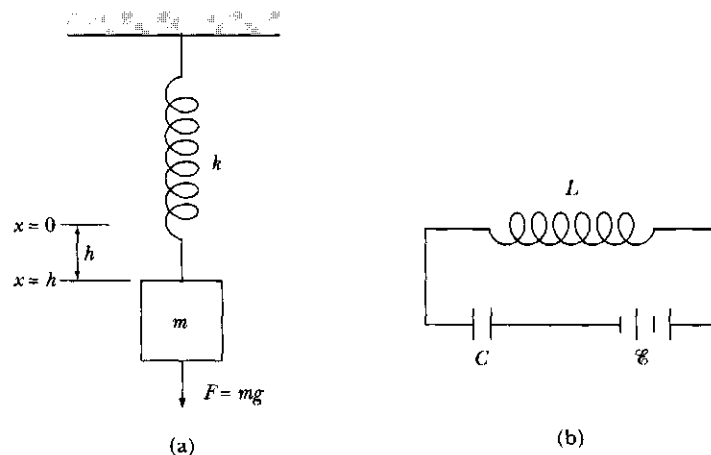 k
x = 0
h
x = h
m
F = mg
(a)
L
C
ℰ
(b)